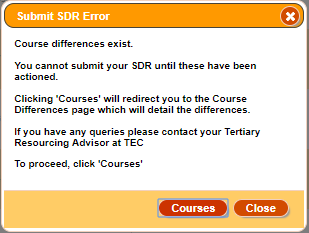 Submit SDR Error
Course differences exist.
You cannot submit your SDR until these have been
actioned.
Clicking 'Courses' will redirect you to the Course
Differences page which will detail the differences.
If you have any queries please contact your Tertiary
Resourcing Advisor at TEC
To proceed, click 'Courses'
Courses Close